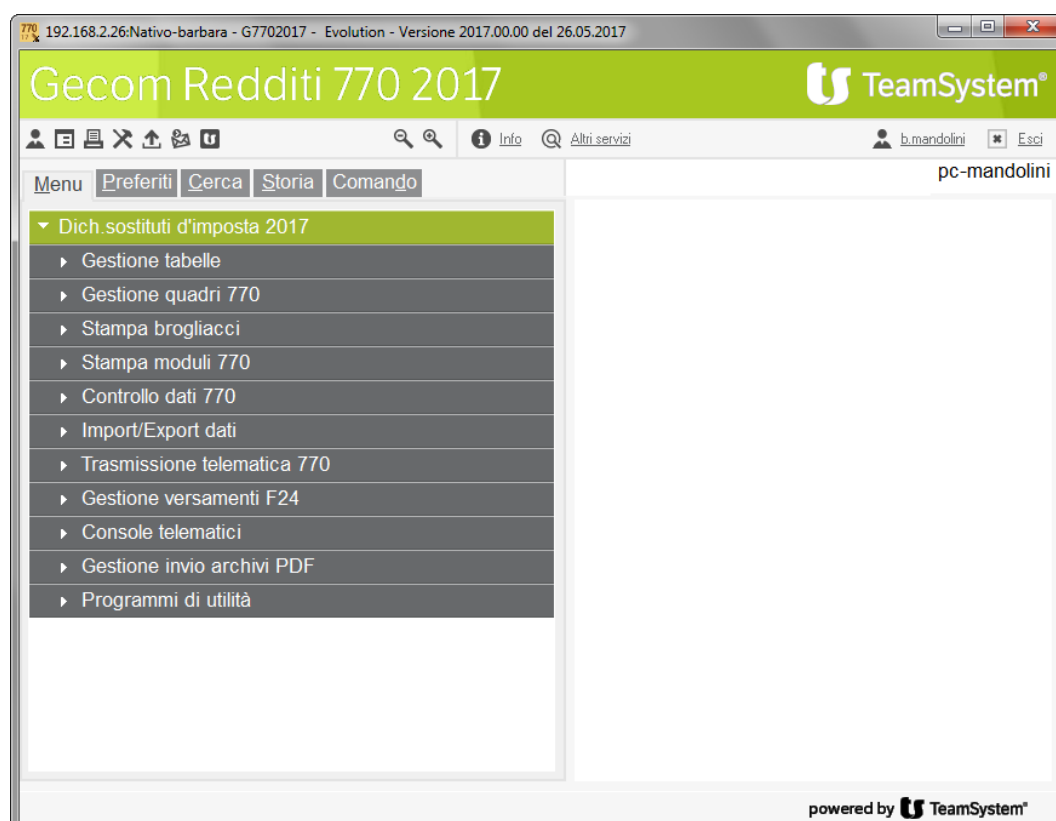 770
17
192.168.2.26:Nativo-barbara - G7702017 - Evolution - Versione 2017.00.00 del 26.05.2017
Gecom Redditi 770 2017
TeamSystem®
Info
Altri servizi
b.mandolini
Esci
Menu
Preferiti
Cerca
Storia
Comando
pc-mandolini
Dich.sostituti d'imposta 2017
Gestione tabelle
Gestione quadri 770
Stampa brogliacci
Stampa moduli 770
Controllo dati 770
Import/Export dati
Trasmissione telematica 770
Gestione versamenti F24
Console telematici
Gestione invio archivi PDF
Programmi di utilità
powered by TeamSystem®